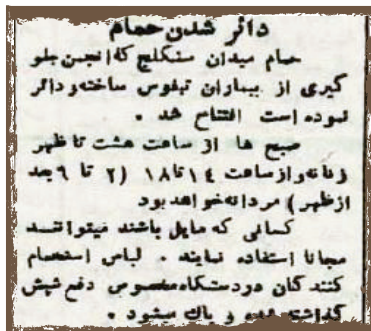 دائر شدن حمام
حمام میدان سنگلج که انجمن جلو
گیری از بیماران تیفوس ساخته و دائر
نموده است افتتاح شد .
صبح ها از ساعت هشت تا ظهر
زنانه و از ساعت ۱۴ تا ۱۸ (۲ تا ۶ بعد
از ظهر) مردانه خواهد بود
کسانی که مایل باشند میتوانند
مجانا استفاده نمایند . لباس استحمام
کنندگان در دستگاه مخصوص دفع شپش
گذاشته شده و پاك میشود .